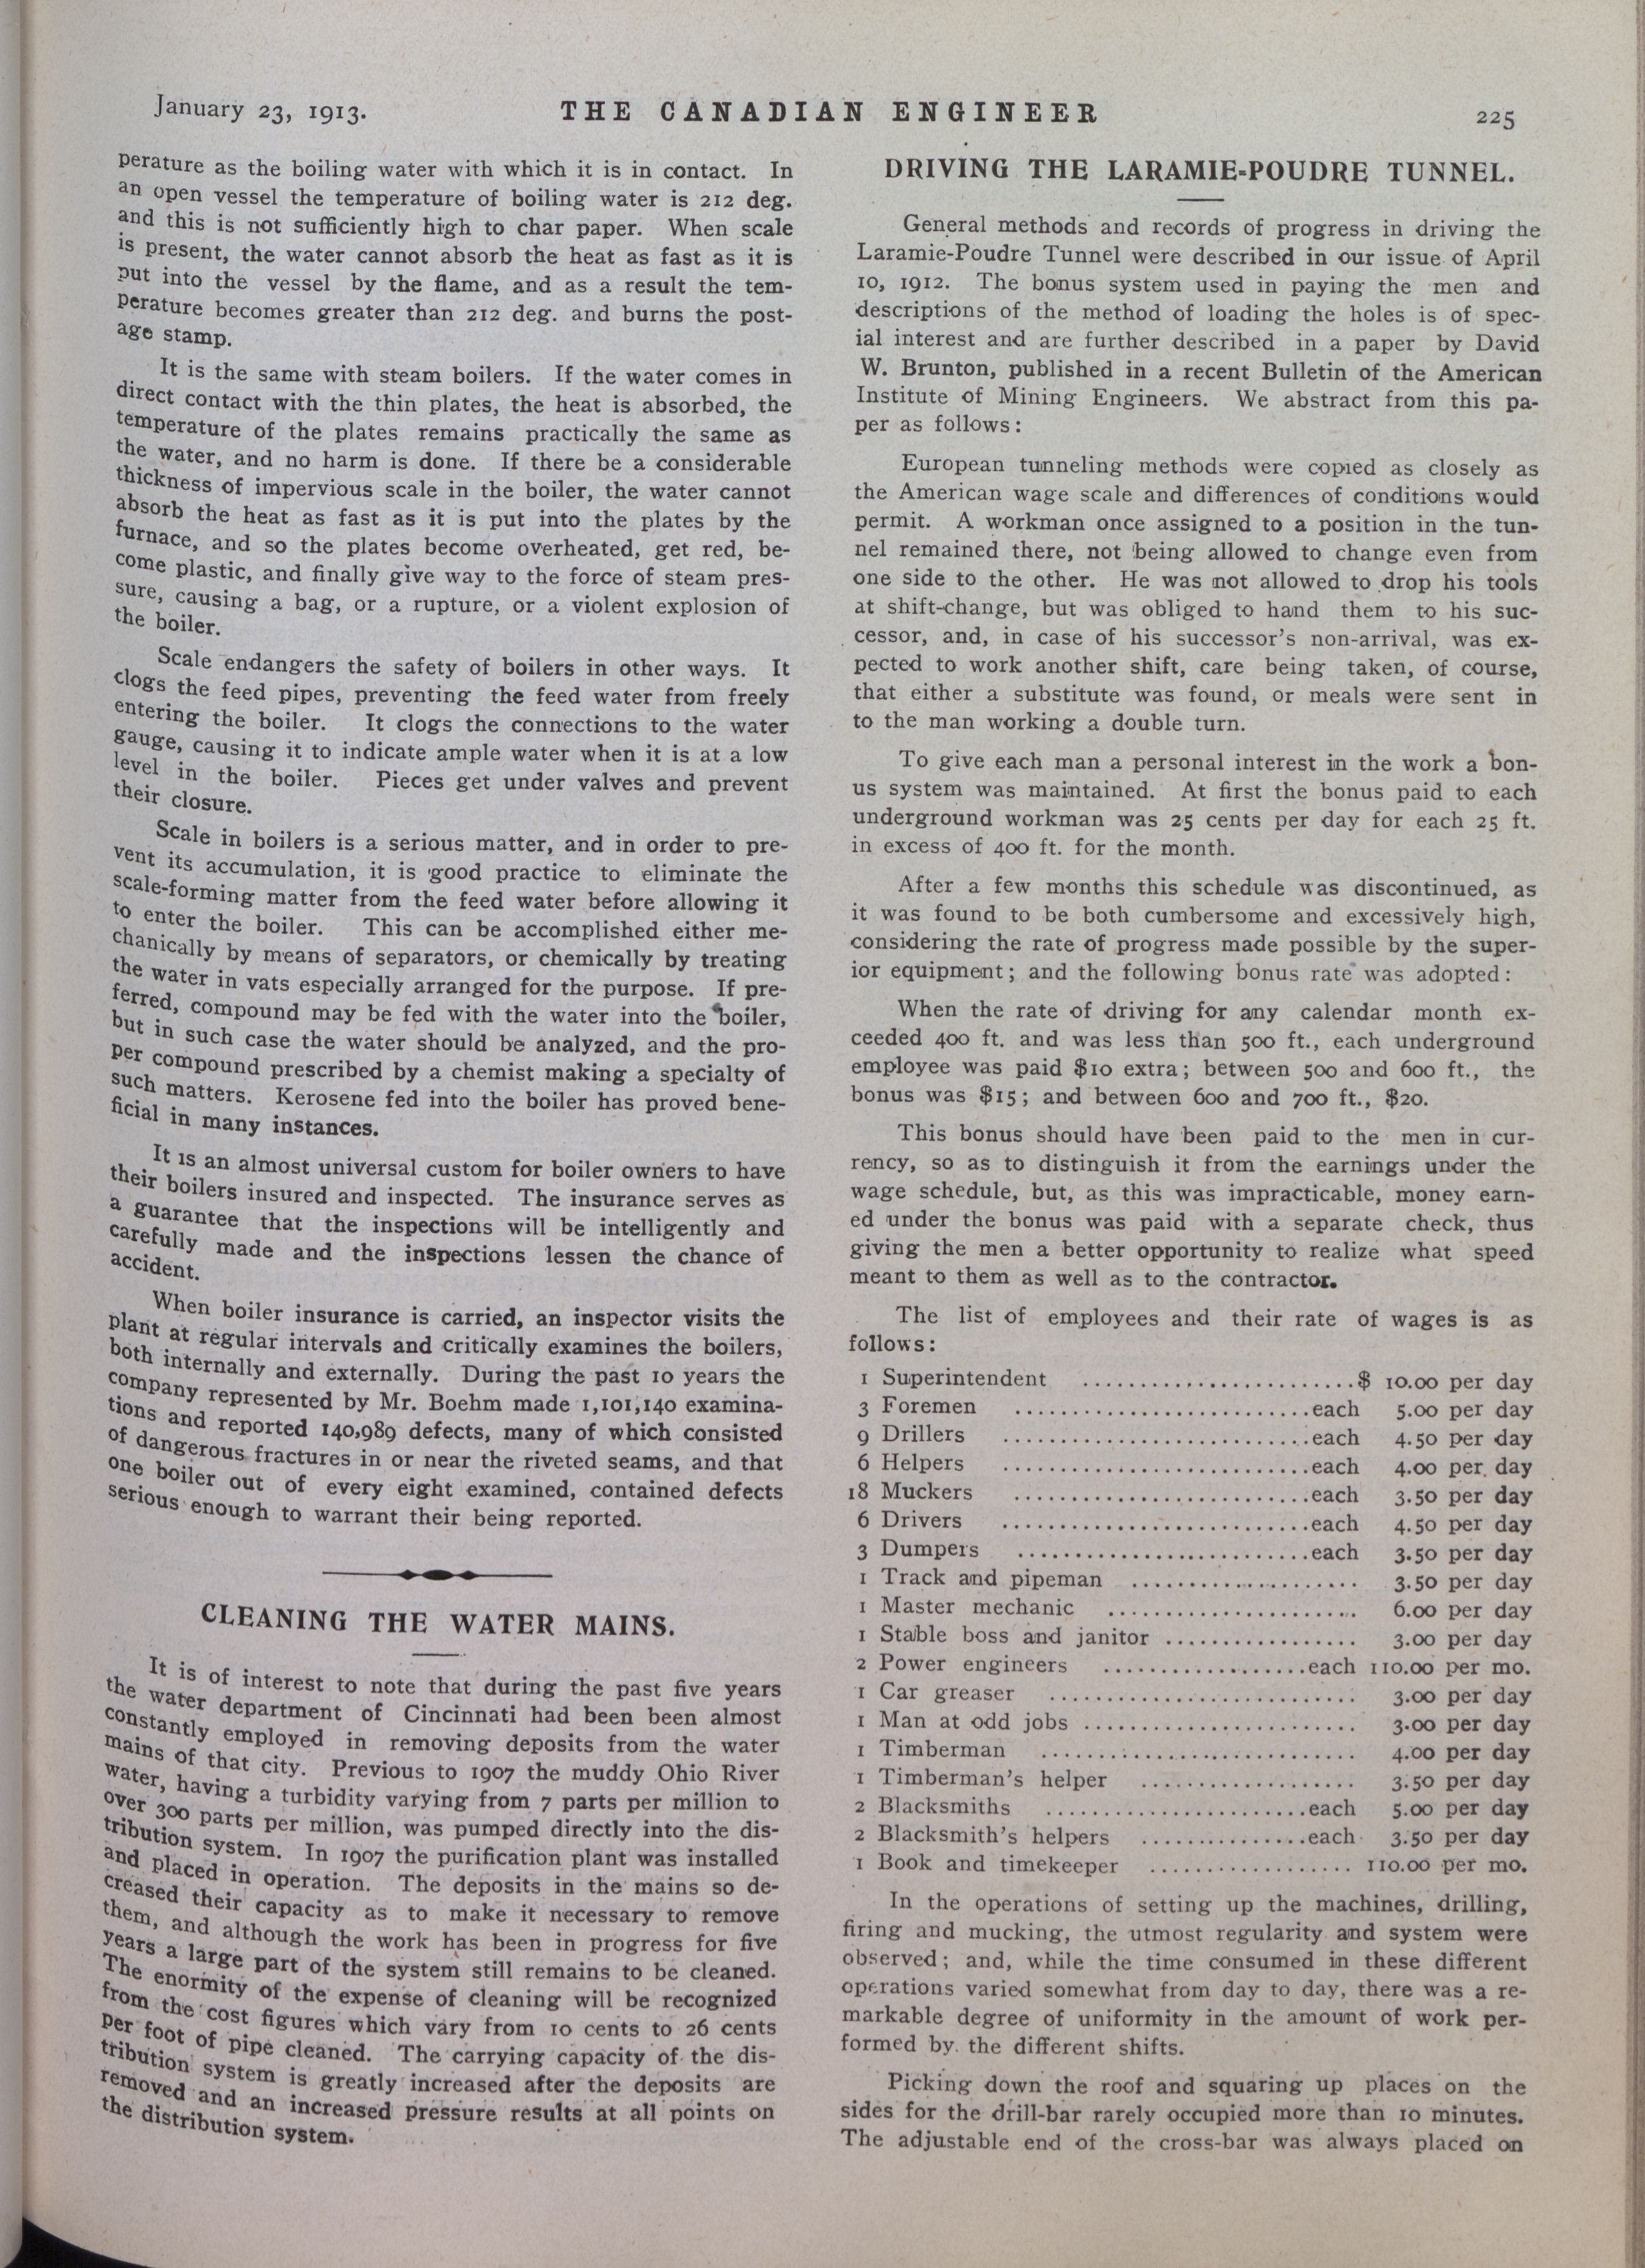 January 23, 1913.
THE CANADIAN ENGINEER
225
perature as the boiling water with which it is in contact. In
an open vessel the temperature of boiling water is 212 deg.
and this is not sufficiently high to char paper. When scale
is present, the water cannot absorb the heat as fast as it is
put into the vessel by the flame, and as a result the tem-
perature becomes greater than 212 deg. and burns the post-
age stamp.
It is the same with steam boilers. If the water comes in
direct contact with the thin plates, the heat is absorbed, the
temperature of the plates remains practically the same as
the water, and no harm is done. If there be a considerable
thickness of impervious scale in the boiler, the water cannot
absorb the heat as fast as it is put into the plates by the
furnace, and so the plates become overheated, get red, be-
come plastic, and finally give way to the force of steam pres-
sure, causing a bag, or a rupture, or a violent explosion of
the boiler.
Scale endangers the safety of boilers in other ways. It
clogs the feed pipes, preventing the feed water from freely
entering the boiler. It clogs the connections to the water
gauge, causing it to indicate ample water when it is at a low
level in the boiler. Pieces get under valves and prevent
their closure.
Scale in boilers is a serious matter, and in order to pre-
vent its accumulation, it is good practice to eliminate the
scale-forming matter from the feed water before allowing it
to enter the boiler. This can be accomplished either me-
chanically by means of separators, or chemically by treating
the water in vats especially arranged for the purpose. If pre-
ferred, compound may be fed with the water into the boiler,
but in such case the water should be analyzed, and the pro-
per compound prescribed by a chemist making a specialty of
such matters. Kerosene fed into the boiler has proved bene-
ficial in many instances.
It is an almost universal custom for boiler owners to have
their boilers insured and inspected. The insurance serves as
a guarantee that the inspections will be intelligently and
carefully made and the inspections lessen the chance of
accident.
When boiler insurance is carried, an inspector visits the
plant at regular intervals and critically examines the boilers,
both internally and externally. During the past 10 years the
company represented by Mr. Boehm made 1,101,140 examina-
tions and reported 140,989 defects, many of which consisted
of dangerous fractures in or near the riveted seams, and that
one boiler out of every eight examined, contained defects
serious enough to warrant their being reported.
CLEANING THE WATER MAINS.
It is of interest to note that during the past five years
the water department of Cincinnati had been been almost
constantly employed in removing deposits from the water
mains of that city. Previous to 1907 the muddy Ohio River
water, having a turbidity varying from 7 parts per million to
over 300 parts per million, was pumped directly into the dis-
tribution system. In 1907 the purification plant was installed
and placed in operation. The deposits in the mains so de-
creased their capacity as to make it necessary to remove
them, and although the work has been in progress for five
years a large part of the system still remains to be cleaned.
The enormity of the expense of cleaning will be recognized
from the cost figures which vary from 10 cents to 26 cents
per foot of pipe cleaned. The carrying capacity of the dis-
tribution system is greatly increased after the deposits are
removed and an increased pressure results at all points on
the distribution system.
DRIVING THE LARAMIE-POUDRE TUNNEL.
General methods and records of progress in driving the
Laramie-Poudre Tunnel were described in our issue of April
10, 1912. The bonus system used in paying the men and
descriptions of the method of loading the holes is of spec-
ial interest and are further described in a paper by David
W. Brunton, published in a recent Bulletin of the American
Institute of Mining Engineers. We abstract from this pa-
per as follows:
European tunneling methods were copied as closely as
the American wage scale and differences of conditions would
permit. A workman once assigned to a position in the tun-
nel remained there, not being allowed to change even from
one side to the other. He was not allowed to drop his tools
at shift-change, but was obliged to hand them to his suc-
cessor, and, in case of his successor's non-arrival, was ex-
pected to work another shift, care being taken, of course,
that either a substitute was found, or meals were sent in
to the man working a double turn.
To give each man a personal interest in the work a bon-
us system was maintained. At first the bonus paid to each
underground workman was 25 cents per day for each 25 ft.
in excess of 400 ft. for the month.
After a few months this schedule was discontinued, as
it was found to be both cumbersome and excessively high,
considering the rate of progress made possible by the super-
ior equipment; and the following bonus rate was adopted:
When the rate of driving for any calendar month ex-
ceeded 400 ft. and was less than 500 ft., each underground
employee was paid $10 extra; between 500 and 600 ft., the
bonus was $15; and between 600 and 700 ft., $20.
This bonus should have been paid to the men in cur-
rency, so as to distinguish it from the earnings under the
wage schedule, but, as this was impracticable, money earn-
ed under the bonus was paid with a separate check, thus
giving the men a better opportunity to realize what speed
meant to them as well as to the contractor.
The list of employees and their rate of wages is as
follows:
1 Superintendent ........................$ 10.00 per day
3 Foremen ..........................each 5.00 per day
9 Drillers ...........................each 4.50 per day
6 Helpers ...........................each 4.00 per day
18 Muckers ..........................each 3.50 per day
6 Drivers ...........................each 4.50 per day
3 Dumpers ..........................each 3.50 per day
1 Track and pipeman .................... 3.50 per day
1 Master mechanic ...................... 6.00 per day
1 Stable boss and janitor ................. 3.00 per day
2 Power engineers ..................each 110.00 per mo.
1 Car greaser ........................... 3.00 per day
1 Man at odd jobs ........................ 3.00 per day
1 Timberman ............................ 4.00 per day
1 Timberman's helper ................... 3.50 per day
2 Blacksmiths .......................each 5.00 per day
2 Blacksmith's helpers ...............each 3.50 per day
1 Book and timekeeper .................. 110.00 per mo.
In the operations of setting up the machines, drilling,
firing and mucking, the utmost regularity and system were
observed; and, while the time consumed in these different
operations varied somewhat from day to day, there was a re-
markable degree of uniformity in the amount of work per-
formed by the different shifts.
Picking down the roof and squaring up places on the
sides for the drill-bar rarely occupied more than 10 minutes.
The adjustable end of the cross-bar was always placed on